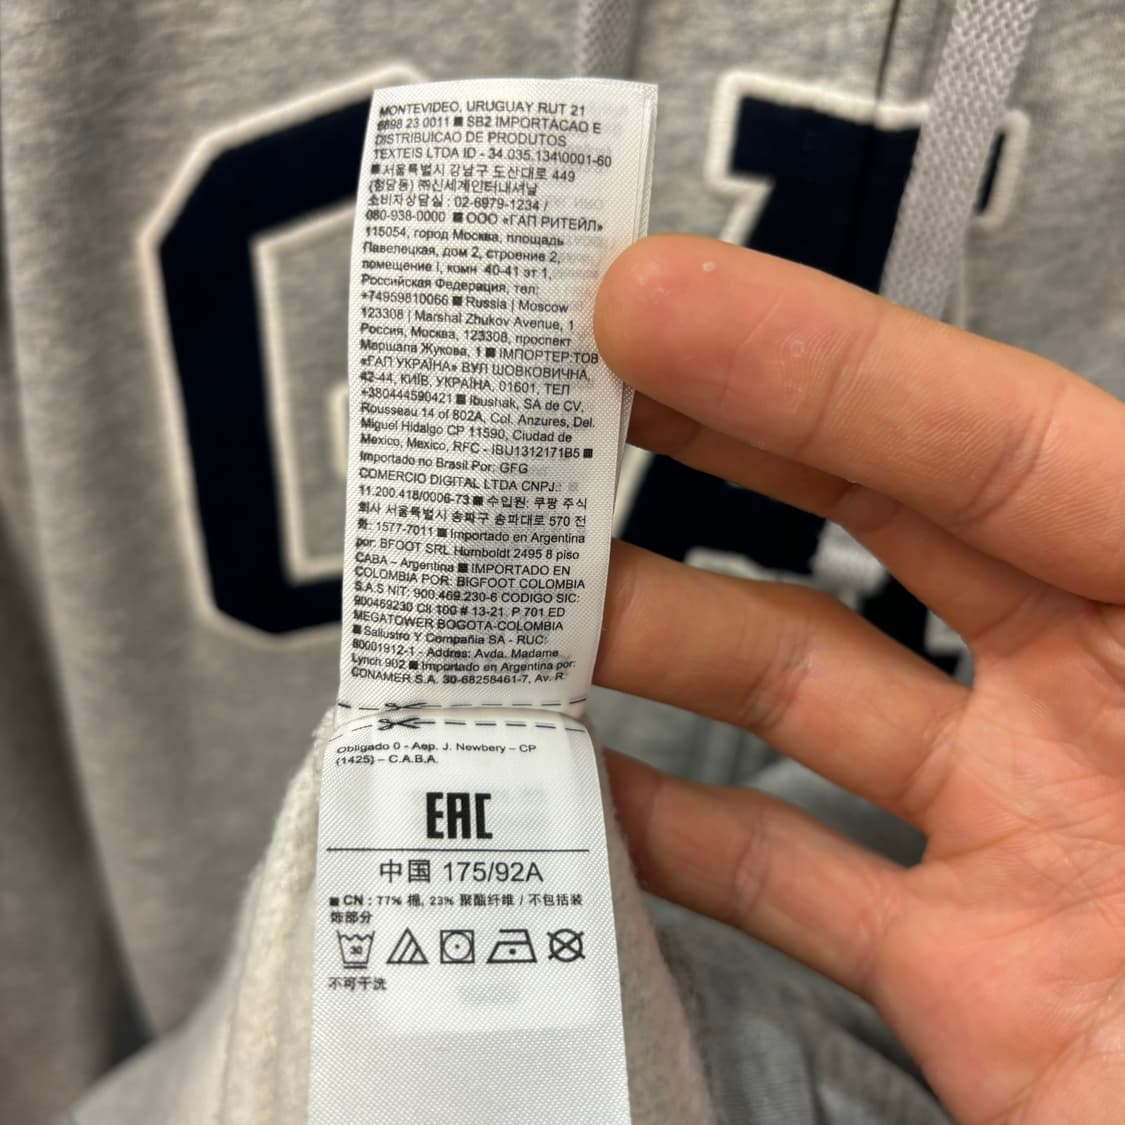 MONTEVIDEO, URUGUAY RUT 21
6898 23 0011 ■ SB2 IMPORTACAO E
DISTRIBUICAO DE PRODUTOS
TEXTEIS LTDA ID - 34.035.134\0001-60
■서울특별시 강남구 도산대로 449
(청담동) ㈜신세계인터내셔날
소비자상담실 : 02-6979-1234 /
080-938-0000 ■ ООО «ГАП РИТЕЙЛ»
115054, город Москва, площадь
Павелецкая, дом 2, строение 2,
помещение I, комн 40-41 эт 1,
Российская Федерация, тел:
+74959810066 ■ Russia | Moscow
123308 | Marshal Zhukov Avenue, 1
Россия, Москва, 123308, проспект
Маршала Жукова, 1 ■ ІМПОРТЕР:ТОВ
«ГАП УКРАЇНА» ВУЛ ШОВКОВИЧНА,
42-44, КИЇВ, УКРАЇНА, 01601, ТЕЛ
+380444590421 ■ Ibushak, SA de CV,
Rousseau 14 of 802A, Col. Anzures, Del.
Miguel Hidalgo CP 11590, Ciudad de
Mexico, Mexico, RFC - IBU1312171B5 ■
Importado no Brasil Por: GFG
COMERCIO DIGITAL LTDA CNPJ.:
11.200.418/0006-73 ■ 수입원: 쿠팡 주식
회사 서울특별시 송파구 송파대로 570 전
화: 1577-7011 ■ Importado en Argentina
por: BFOOT SRL Humboldt 2495 8 piso
CABA – Argentina ■ IMPORTADO EN
COLOMBIA POR: BIGFOOT COLOMBIA
S.A.S NIT: 900.469.230-6 CODIGO SIC:
900469230 Cll 100 # 13-21. P 701 ED
MEGATOWER BOGOTA-COLOMBIA
■ Sallustro Y Compañia SA - RUC:
80001912-1 - Addres: Avda. Madame
Lynch 902 ■ Importado en Argentina por:
CONAMER S.A. 30-68258461-7, Av. R.
Obligado 0 - Aep. J. Newbery – CP
(1425) – C.A.B.A.
EAC
中国 175/92A
■ CN : 77% 棉, 23% 聚酯纤维 / 不包括装
饰部分
30
不可干洗